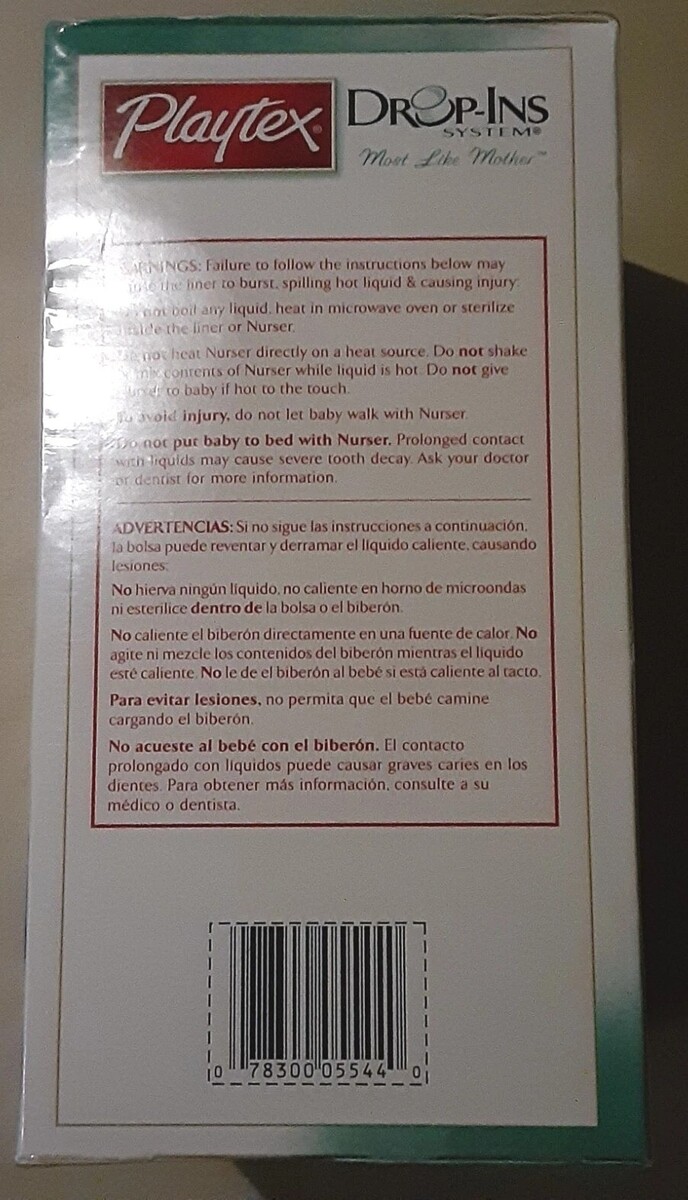 Playtex®
DROP-INS
SYSTEM®
Most Like Mother™
WARNINGS: Failure to follow the instructions below may
the liner to burst, spilling hot liquid & causing injury:
not boil any liquid, heat in microwave oven or sterilize
inside the liner or Nurser.
not heat Nurser directly on a heat source. Do not shake
mix contents of Nurser while liquid is hot. Do not give
to baby if hot to the touch.
To avoid injury, do not let baby walk with Nurser.
Do not put baby to bed with Nurser. Prolonged contact
with liquids may cause severe tooth decay. Ask your doctor
or dentist for more information.
ADVERTENCIAS: Si no sigue las instrucciones a continuación,
la bolsa puede reventar y derramar el líquido caliente, causando
lesiones:
No hierva ningún líquido, no caliente en horno de microondas
ni esterilice dentro de la bolsa o el biberón.
No caliente el biberón directamente en una fuente de calor. No
agite ni mezcle los contenidos del biberón mientras el líquido
esté caliente. No le de el biberón al bebé si está caliente al tacto.
Para evitar lesiones, no permita que el bebé camine
cargando el biberón.
No acueste al bebé con el biberón. El contacto
prolongado con líquidos puede causar graves caries en los
dientes. Para obtener más información, consulte a su
médico o dentista.
0 78300 05544 0